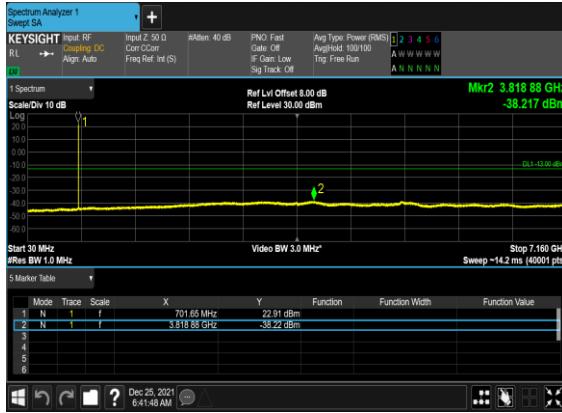 Spectrum Analyzer 1
Swept SA
+
KEYSIGHT Input: RF Input Z: 50 Ω #Atten: 40 dB PNO: Fast Avg Type: Power (RMS) 1 2 3 4 5 6
RL Coupling: DC Corr CCorr Gate: Off Avg|Hold: 100/100 A W W W W W
Align: Auto Freq Ref: Int (S) IF Gain: Low Trig: Free Run
LXI Sig Track: Off A N N N N N
1 Spectrum Ref Lvl Offset 8.00 dB Mkr2 3.818 88 GHz
Scale/Div 10 dB Ref Level 30.00 dBm -38.217 dBm
Log
20.0
10.0
0.00
-10.0
-20.0
-30.0
-40.0
-50.0
-60.0
1
DL1 -13.00 dBm
2
Start 30 MHz Video BW 3.0 MHz* Stop 7.160 GHz
#Res BW 1.0 MHz Sweep ~14.2 ms (40001 pts)
5 Marker Table
Mode Trace Scale X Y Function Function Width Function Value
1 N 1 f 701.65 MHz 22.91 dBm
2 N 1 f 3.818 88 GHz -38.22 dBm
3
4
5
6
? Dec 25, 2021
6:41:48 AM